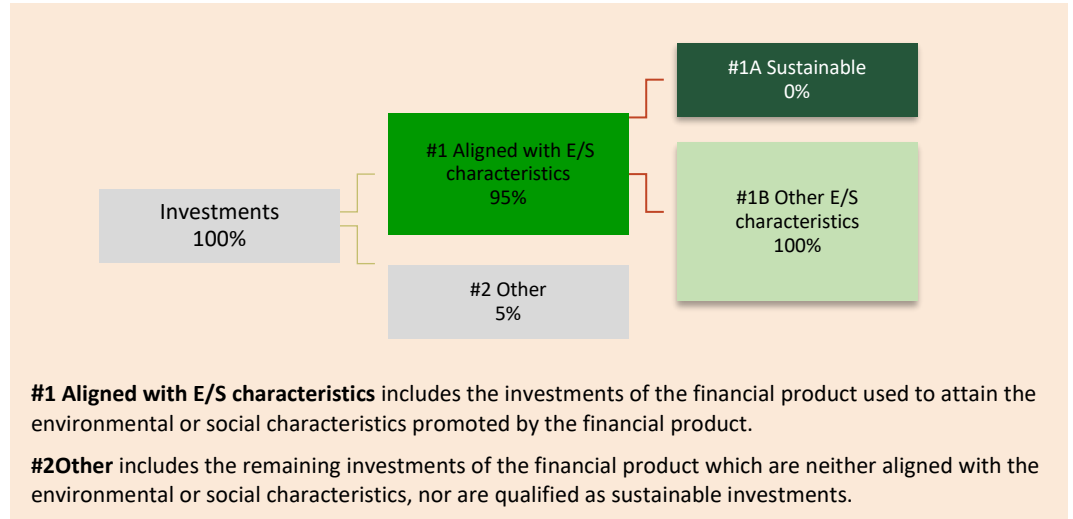 #1A Sustainable
0%
#1 Aligned with E/S
characteristics
95%
#1B Other E/S
characteristics
100%
Investments
100%
#2 Other
5%
#1 Aligned with E/S characteristics includes the investments of the financial product used to attain the
environmental or social characteristics promoted by the financial product.
#2Other includes the remaining investments of the financial product which are neither aligned with the
environmental or social characteristics, nor are qualified as sustainable investments.